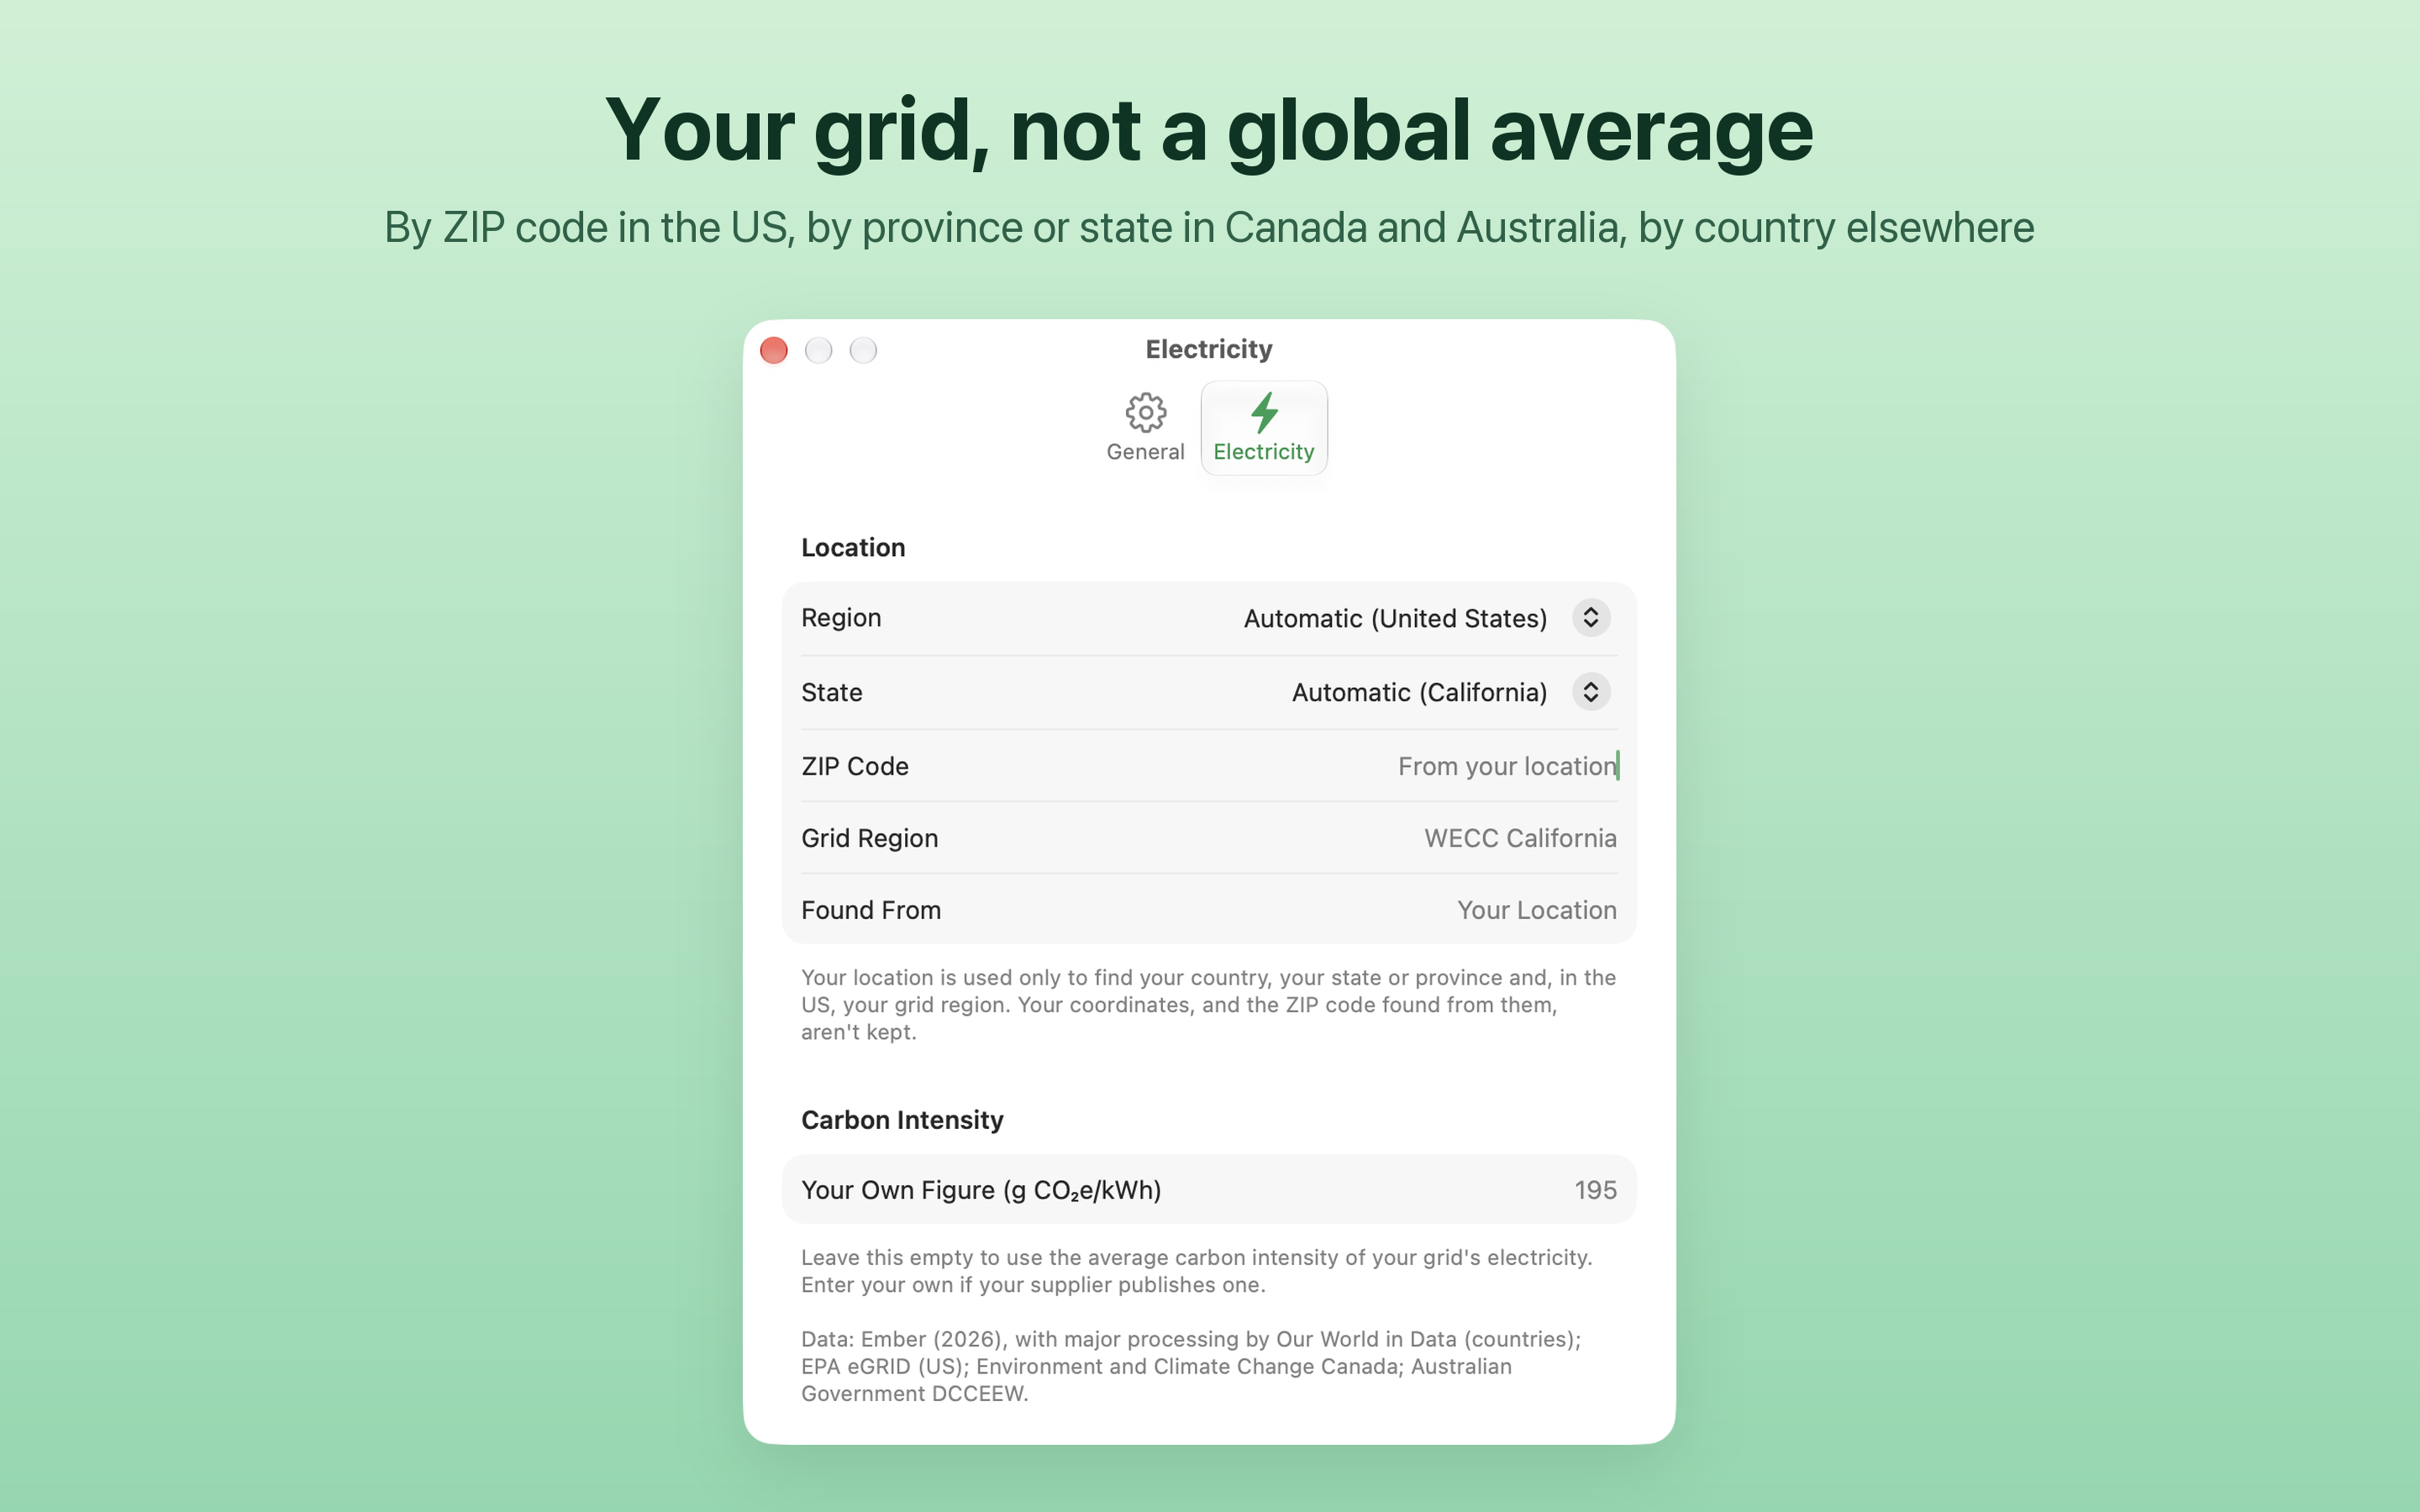 Your grid, not a global average
By ZIP code in the US, by province or state in Canada and Australia, by country elsewhere
Electricity
General
Electricity
Location
Region
Automatic (United States)
State
Automatic (California)
ZIP Code
From your location
Grid Region
WECC California
Found From
Your Location
Your location is used only to find your country, your state or province and, in the
US, your grid region. Your coordinates, and the ZIP code found from them,
aren't kept.
Carbon Intensity
Your Own Figure (g CO₂e/kWh)
195
Leave this empty to use the average carbon intensity of your grid's electricity.
Enter your own if your supplier publishes one.
Data: Ember (2026), with major processing by Our World in Data (countries);
EPA eGRID (US); Environment and Climate Change Canada; Australian
Government DCCEEW.